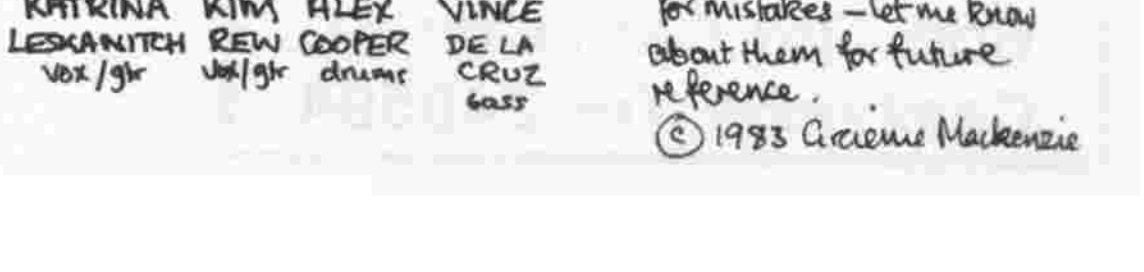 KATRINA KIM ALEX VINCE
LESKANITCH REW COOPER DE LA
vox/gtr vox/gtr drums CRUZ
bass
for mistakes – let me know
about them for future
reference.
© 1983 Graeme Mackenzie